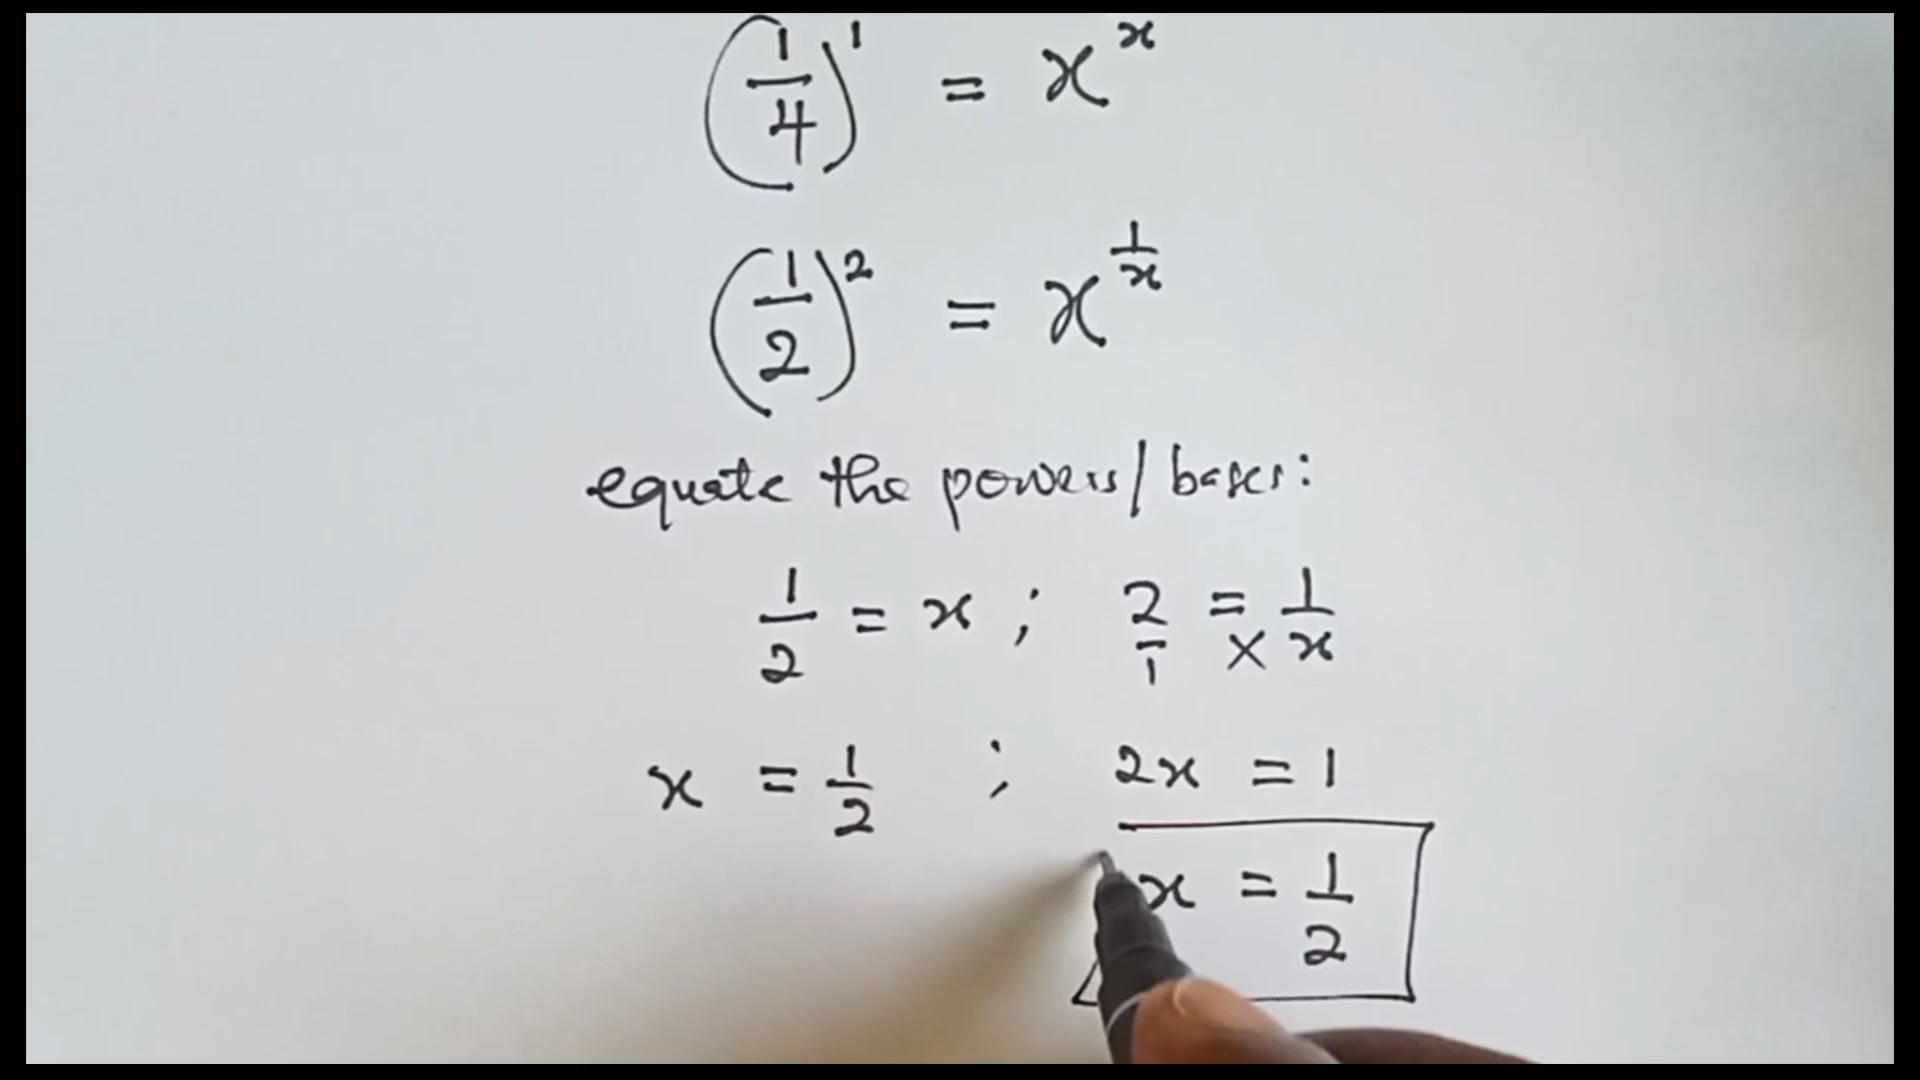 (1/4)^1 = x^x
(1/2)^2 = x^(1/x)
equate the powers/bases:
1/2 = x ; 2/1 = × 1/x
x = 1/2 ; 2x = 1
x = 1/2